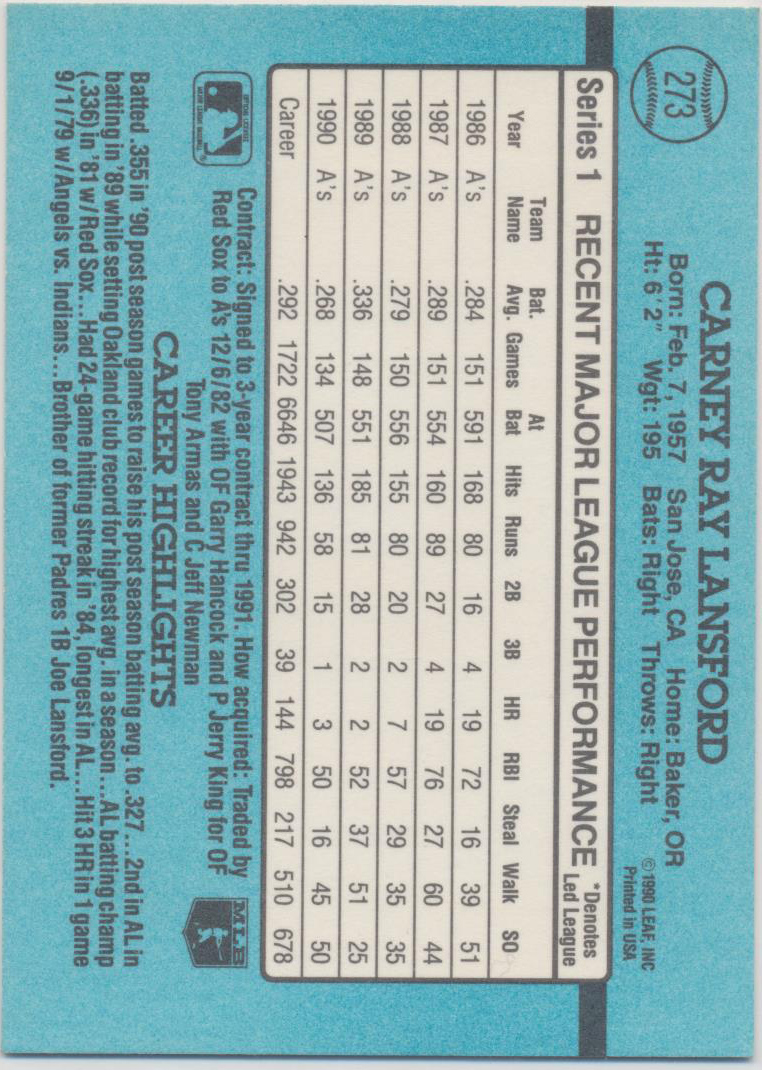 273
CARNEY RAY LANSFORD
Born: Feb. 7, 1957 San Jose, CA Home: Baker, OR
Ht: 6'2" Wgt: 195 Bats: Right Throws: Right
© 1990 LEAF, INC
Printed in USA
Series 1 RECENT MAJOR LEAGUE PERFORMANCE *Denotes Led League
Year Team Name Bat. Avg. Games At Bat Hits Runs 2B 3B HR RBI Steal Walk SO
1986 A's .284 151 591 168 80 16 4 19 72 16 39 51
1987 A's .289 151 554 160 89 27 4 19 76 27 60 44
1988 A's .279 150 556 155 80 20 2 7 57 29 35 35
1989 A's .336 148 551 185 81 28 2 2 52 37 51 25
1990 A's .268 134 507 136 58 15 1 3 50 16 45 50
Career .292 1722 6646 1943 942 302 39 144 798 217 510 678
Contract: Signed to 3-year contract thru 1991. How acquired: Traded by
Red Sox to A's 12/6/82 with OF Garry Hancock and P Jerry King for OF
Tony Armas and C Jeff Newman
MLB
CAREER HIGHLIGHTS
Batted .355 in '90 post season games to raise his post season batting avg. to .327...2nd in AL in
batting in '89 while setting Oakland club record for highest avg. in a season...AL batting champ
(.336) in '81 w/Red Sox...Had 24-game hitting streak in '84, longest in AL...Hit 3 HR in 1 game
9/1/79 w/Angels vs. Indians...Brother of former Padres 1B Joe Lansford.